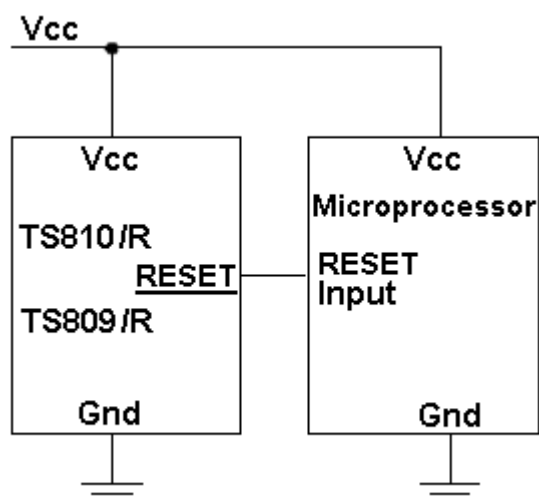 Vcc
Vcc
TS810/R
RESET
TS809/R
Gnd
Vcc
Microprocessor
RESET
Input
Gnd